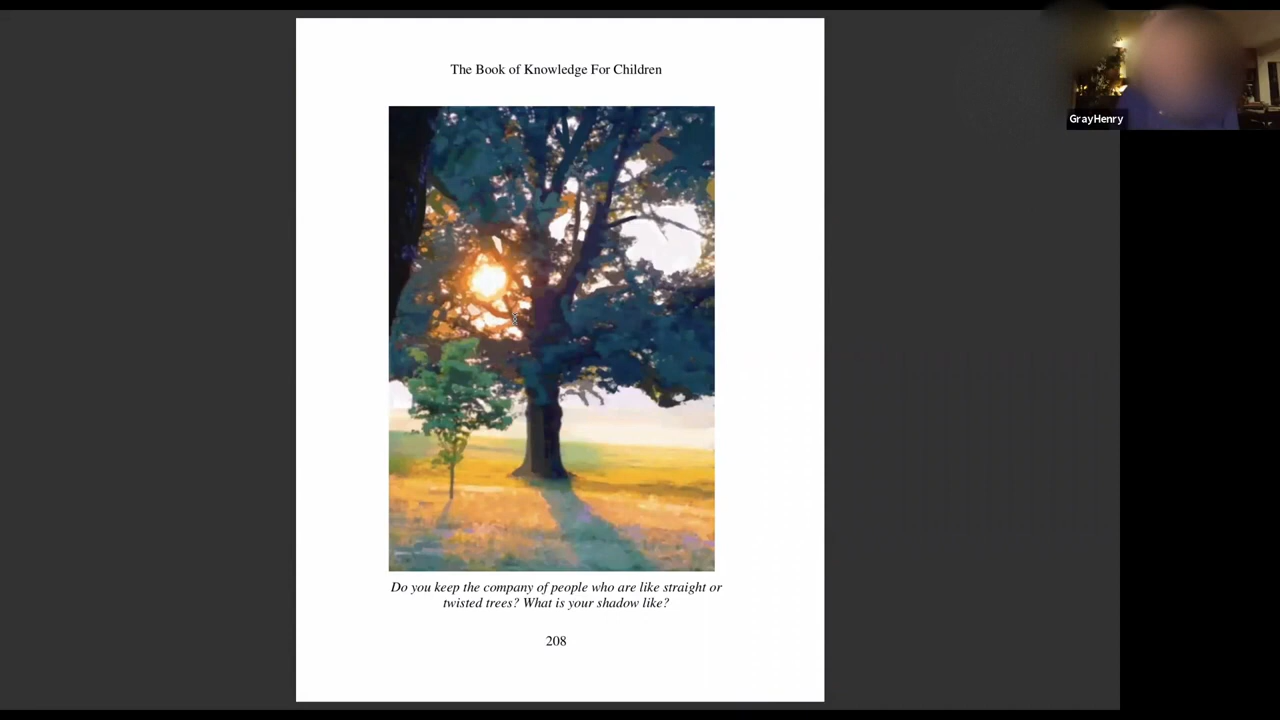 The Book of Knowledge For Children
GrayHenry
Do you keep the company of people who are like straight or
twisted trees? What is your shadow like?
208